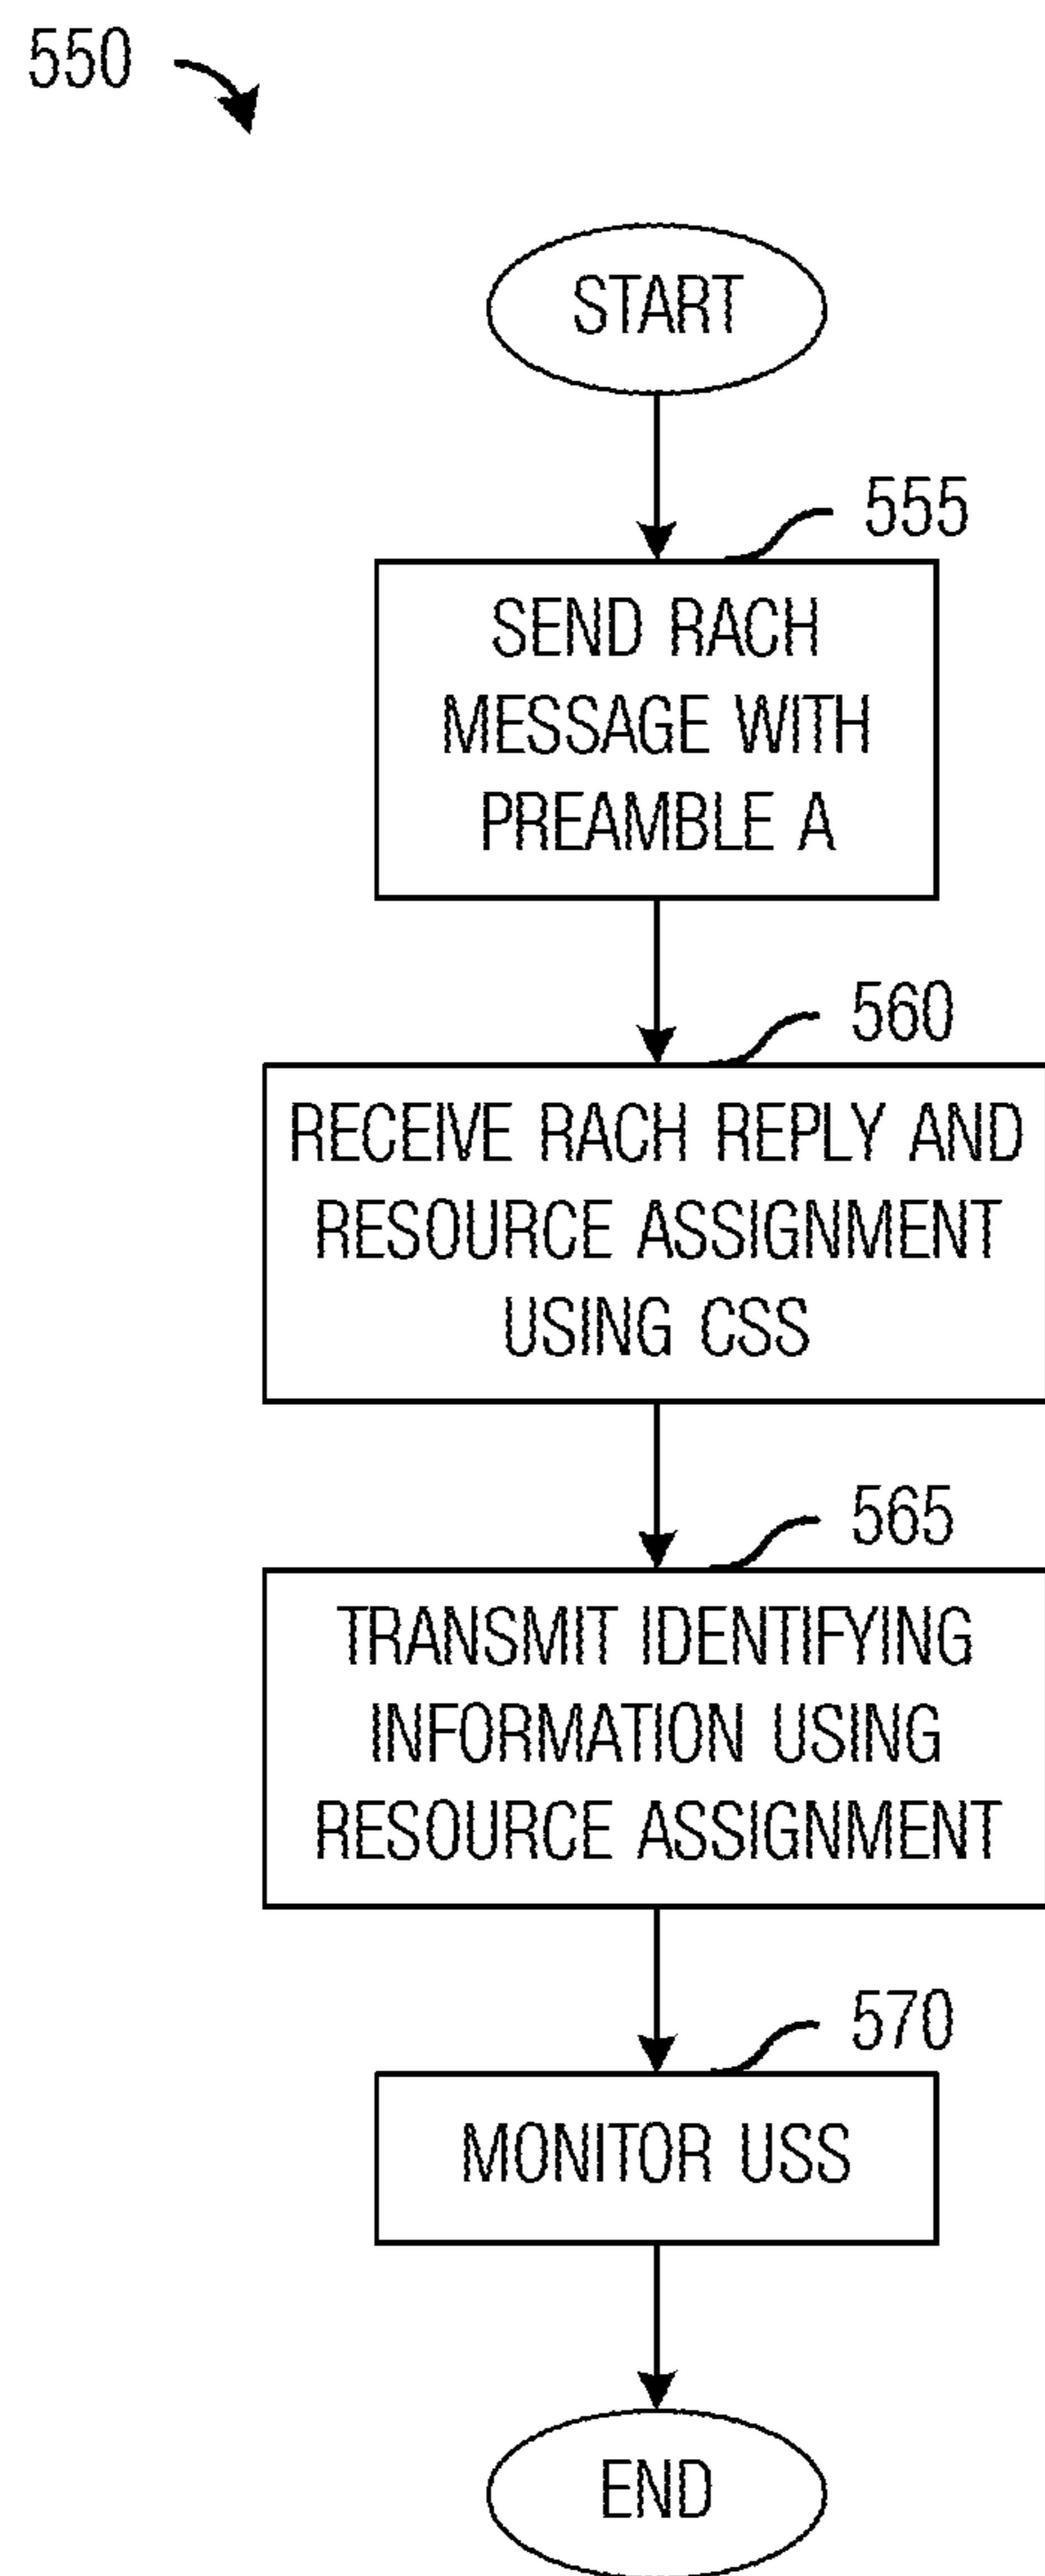 550
START
555
SEND RACH
MESSAGE WITH
PREAMBLE A
560
RECEIVE RACH REPLY AND
RESOURCE ASSIGNMENT
USING CSS
565
TRANSMIT IDENTIFYING
INFORMATION USING
RESOURCE ASSIGNMENT
570
MONITOR USS
END